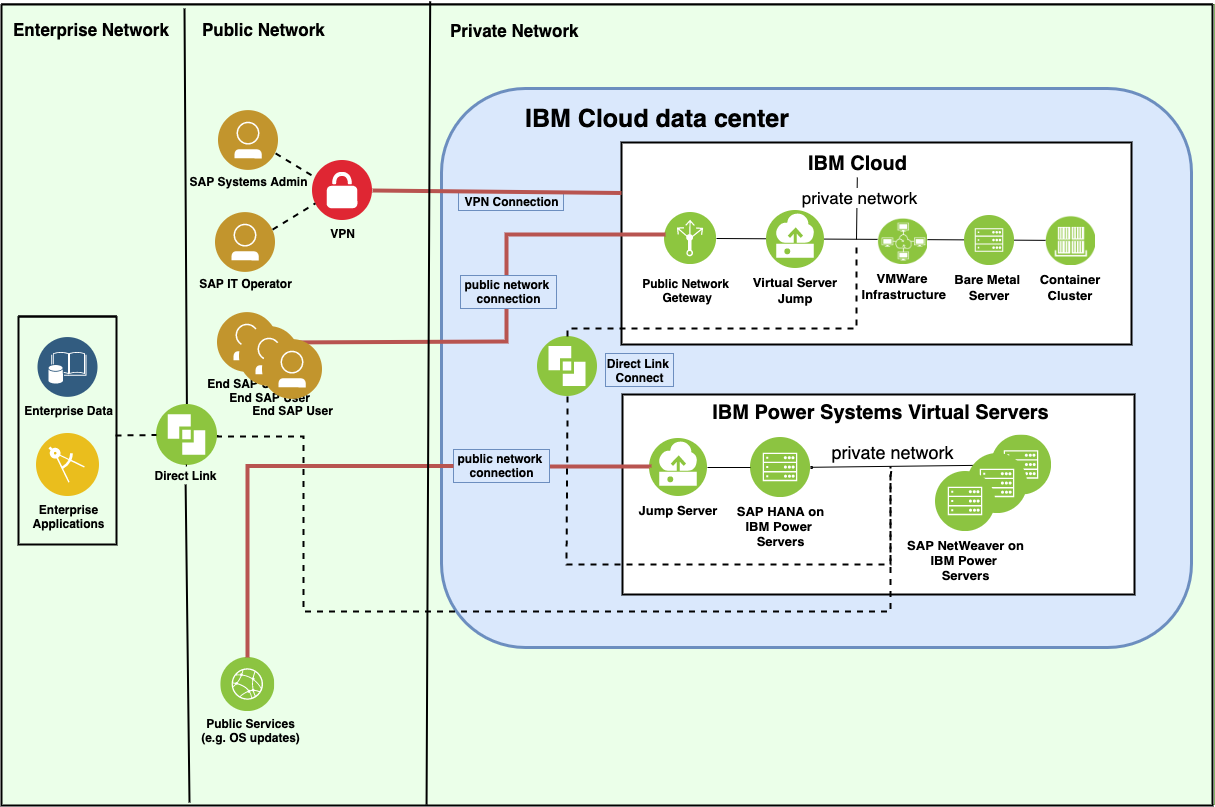 Enterprise Network
Public Network
Private Network
IBM Cloud data center
IBM Cloud
private network
SAP Systems Admin
VPN
VPN Connection
SAP IT Operator
public network
connection
Public Network
Geteway
Virtual Server
Jump
VMWare
Infrastructure
Bare Metal
Server
Container
Cluster
Direct Link
Connect
End SAP
End SAP User
End SAP User
Enterprise Data
Enterprise
Applications
Direct Link
IBM Power Systems Virtual Servers
private network
public network
connection
Jump Server
SAP HANA on
IBM Power
Servers
SAP NetWeaver on
IBM Power
Servers
Public Services
(e.g. OS updates)